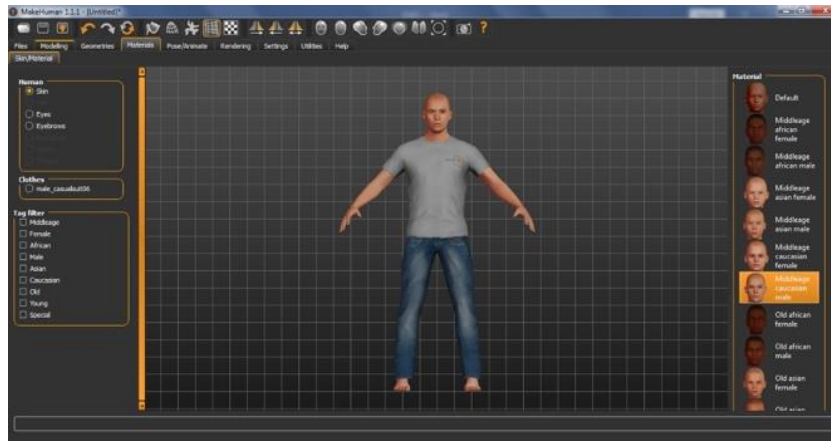 MakeHuman 1.1.1 - [Untitled]*
Files Modeling Geometries Materials Pose/Animate Rendering Settings Utilities Help
Skin/Material
Human
Skin
Eyes
Eyebrows
Clothes
male_casualsuit06
Tag filter
Middleage
Female
African
Male
Asian
Caucasian
Old
Young
Special
Material
Default
Middleage
african
female
Middleage
african male
Middleage
asian female
Middleage
asian male
Middleage
caucasian
female
Middleage
caucasian
male
Old african
female
Old african
male
Old asian
female
Old asian